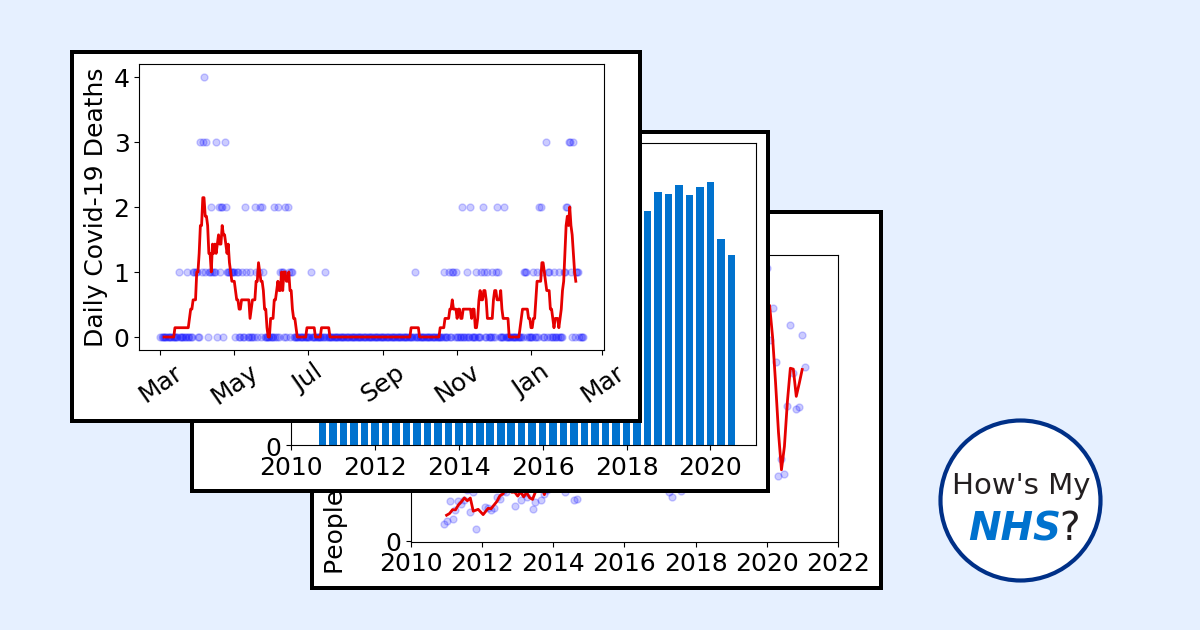 Daily Covid-19 Deaths
4
3
2
1
0
Mar May Jul Sep Nov Jan Mar
0
2010 2012 2014 2016 2018 2020
People
0
2010 2012 2014 2016 2018 2020 2022
How's My
NHS?